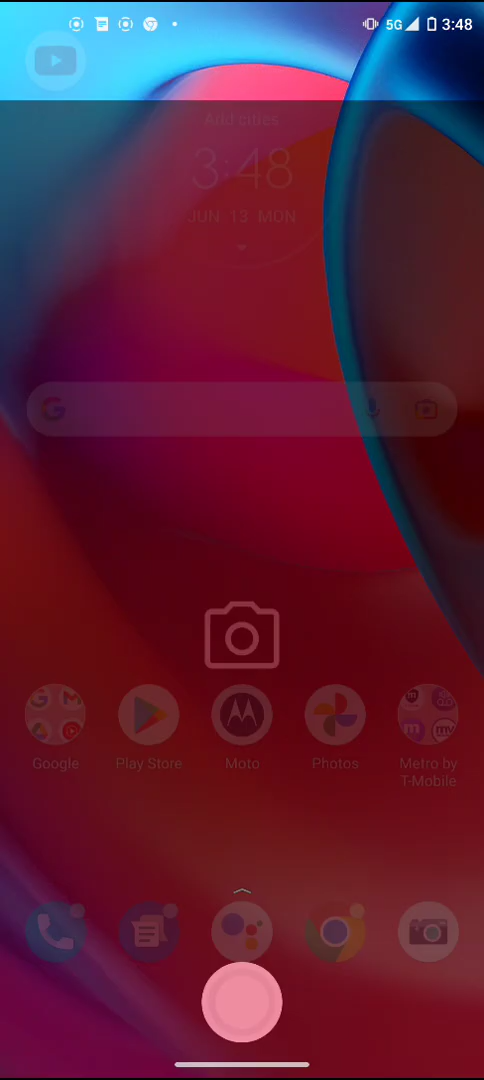 5G 3:48
Add cities
3:48
JUN 13 MON
Google
Play Store
Moto
Photos
Metro by
T-Mobile